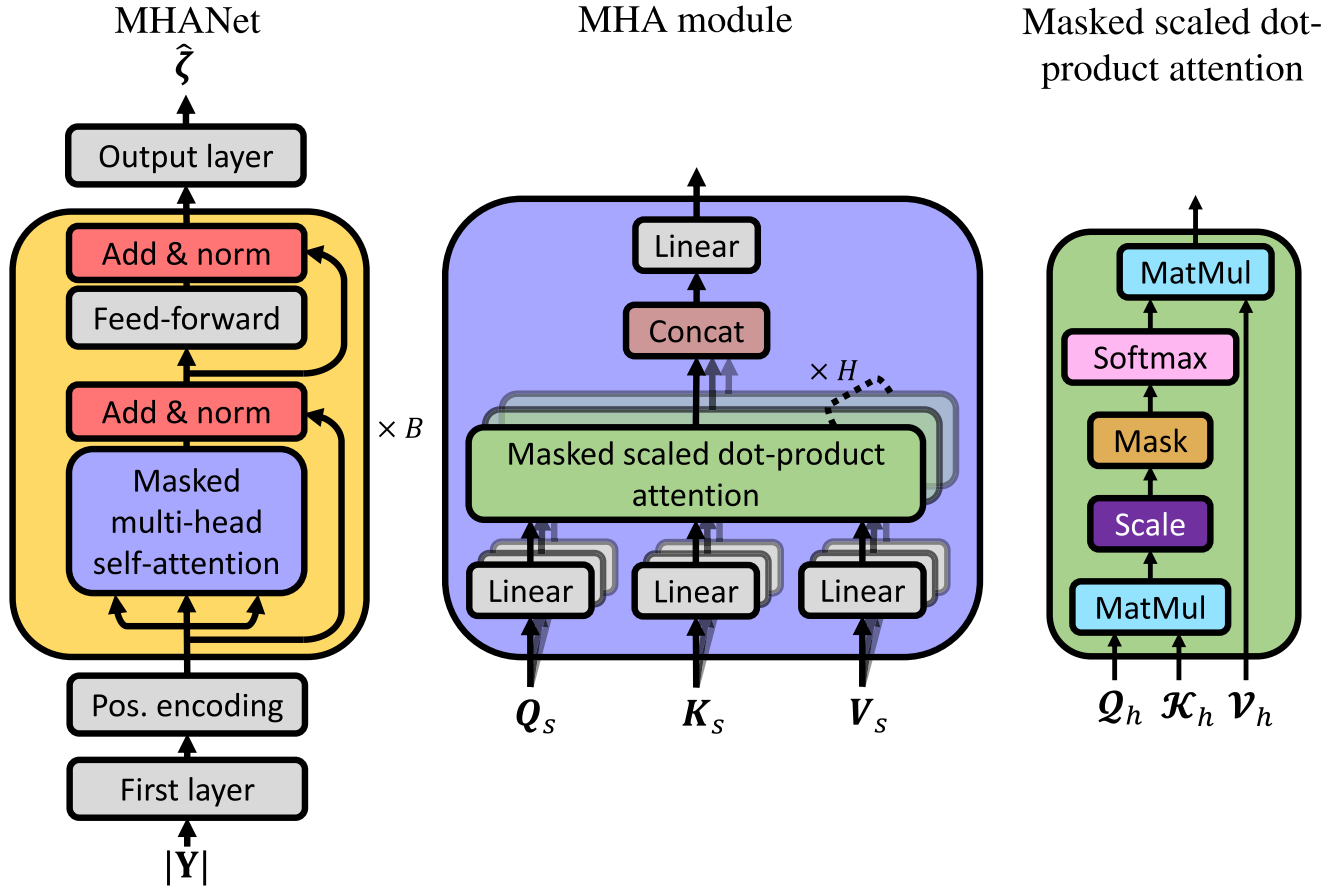 MHANet
ζ̄̂
Output layer
Add & norm
Feed-forward
Add & norm
Masked
multi-head
self-attention
× B
Pos. encoding
First layer
|Y|
MHA module
Linear
Concat
× H
Masked scaled dot-product
attention
Linear
Linear
Linear
Q_s
K_s
V_s
Masked scaled dot-
product attention
MatMul
Softmax
Mask
Scale
MatMul
𝓠_h 𝓚_h 𝓥_h